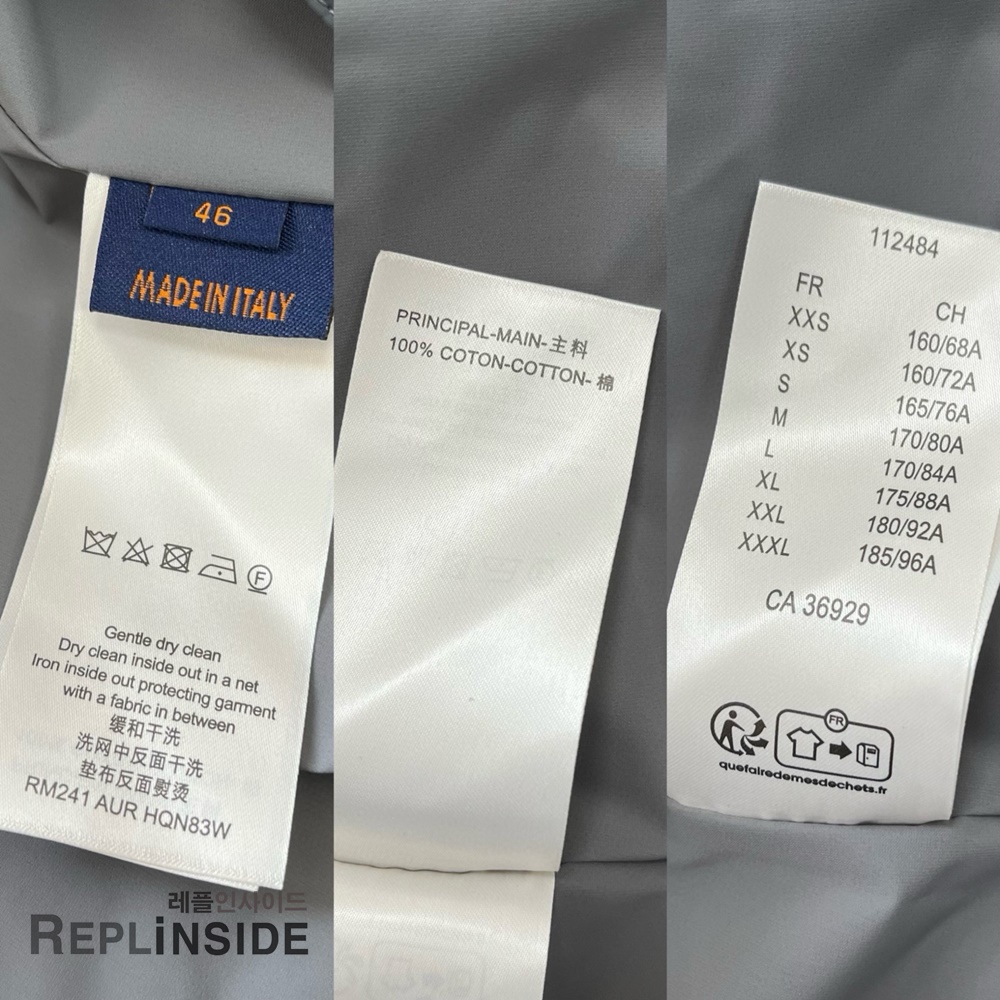 46
MADE IN ITALY
Gentle dry clean
Dry clean inside out in a net
Iron inside out protecting garment
with a fabric in between
缓和干洗
洗网中反面干洗
垫布反面熨烫
RM241 AUR HQN83W
F
레플인사이드
REPLiNSIDE
PRINCIPAL-MAIN-主料
100% COTON-COTTON- 棉
112484
FR CH
XXS 160/68A
XS 160/72A
S 165/76A
M 170/80A
L 170/84A
XL 175/88A
XXL 180/92A
XXXL 185/96A
CA 36929
FR
quefairedemesdechets.fr